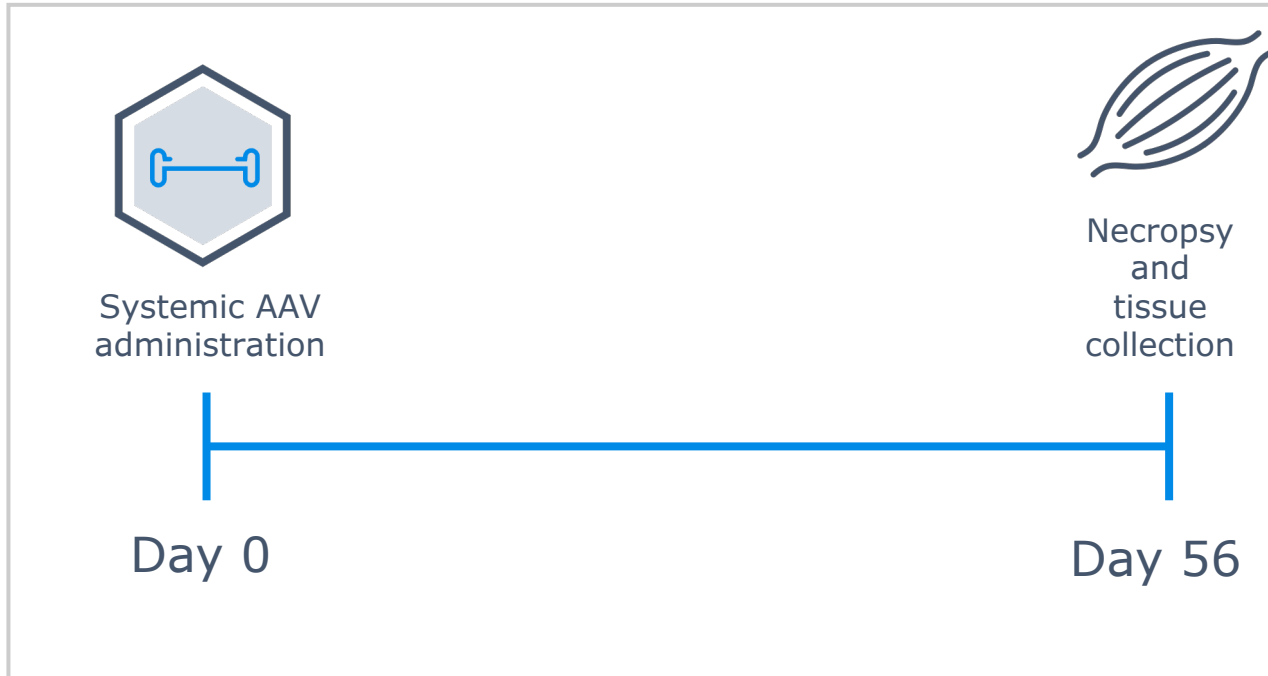 Systemic AAV
administration
Necropsy
and
tissue
collection
Day 0
Day 56